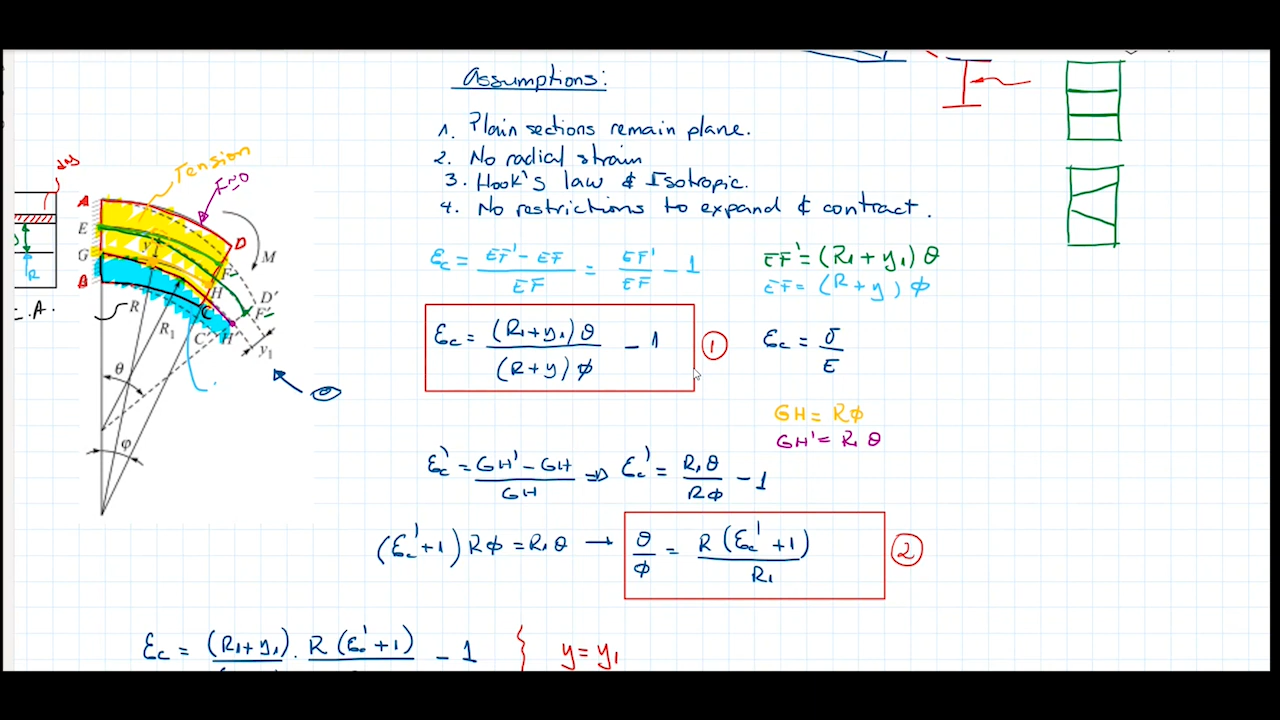 Assumptions:
1. Plain sections remain plane.
2. No radial strain
3. Hook's law & Isotropic.
4. No restrictions to expand & contract.
εc = (EF' - EF) / EF = EF' / EF - 1
EF' = (R1 + y1) θ
EF = (R + y) φ
εc = (R1 + y1) θ / (R + y) φ - 1
1
εc = σ / E
GH = Rφ
GH' = R1 θ
εc' = (GH' - GH) / GH ⇒ εc' = R1θ / Rφ - 1
(εc' + 1) Rφ = R1θ → θ / φ = R (εc' + 1) / R1
2
εc = (R1 + y1) . R (εc' + 1) - 1
y = y1
Tension
A
E
G
D
M
F
H
C
D'
F'
C'
H'
y1
R
R1
θ
φ
R